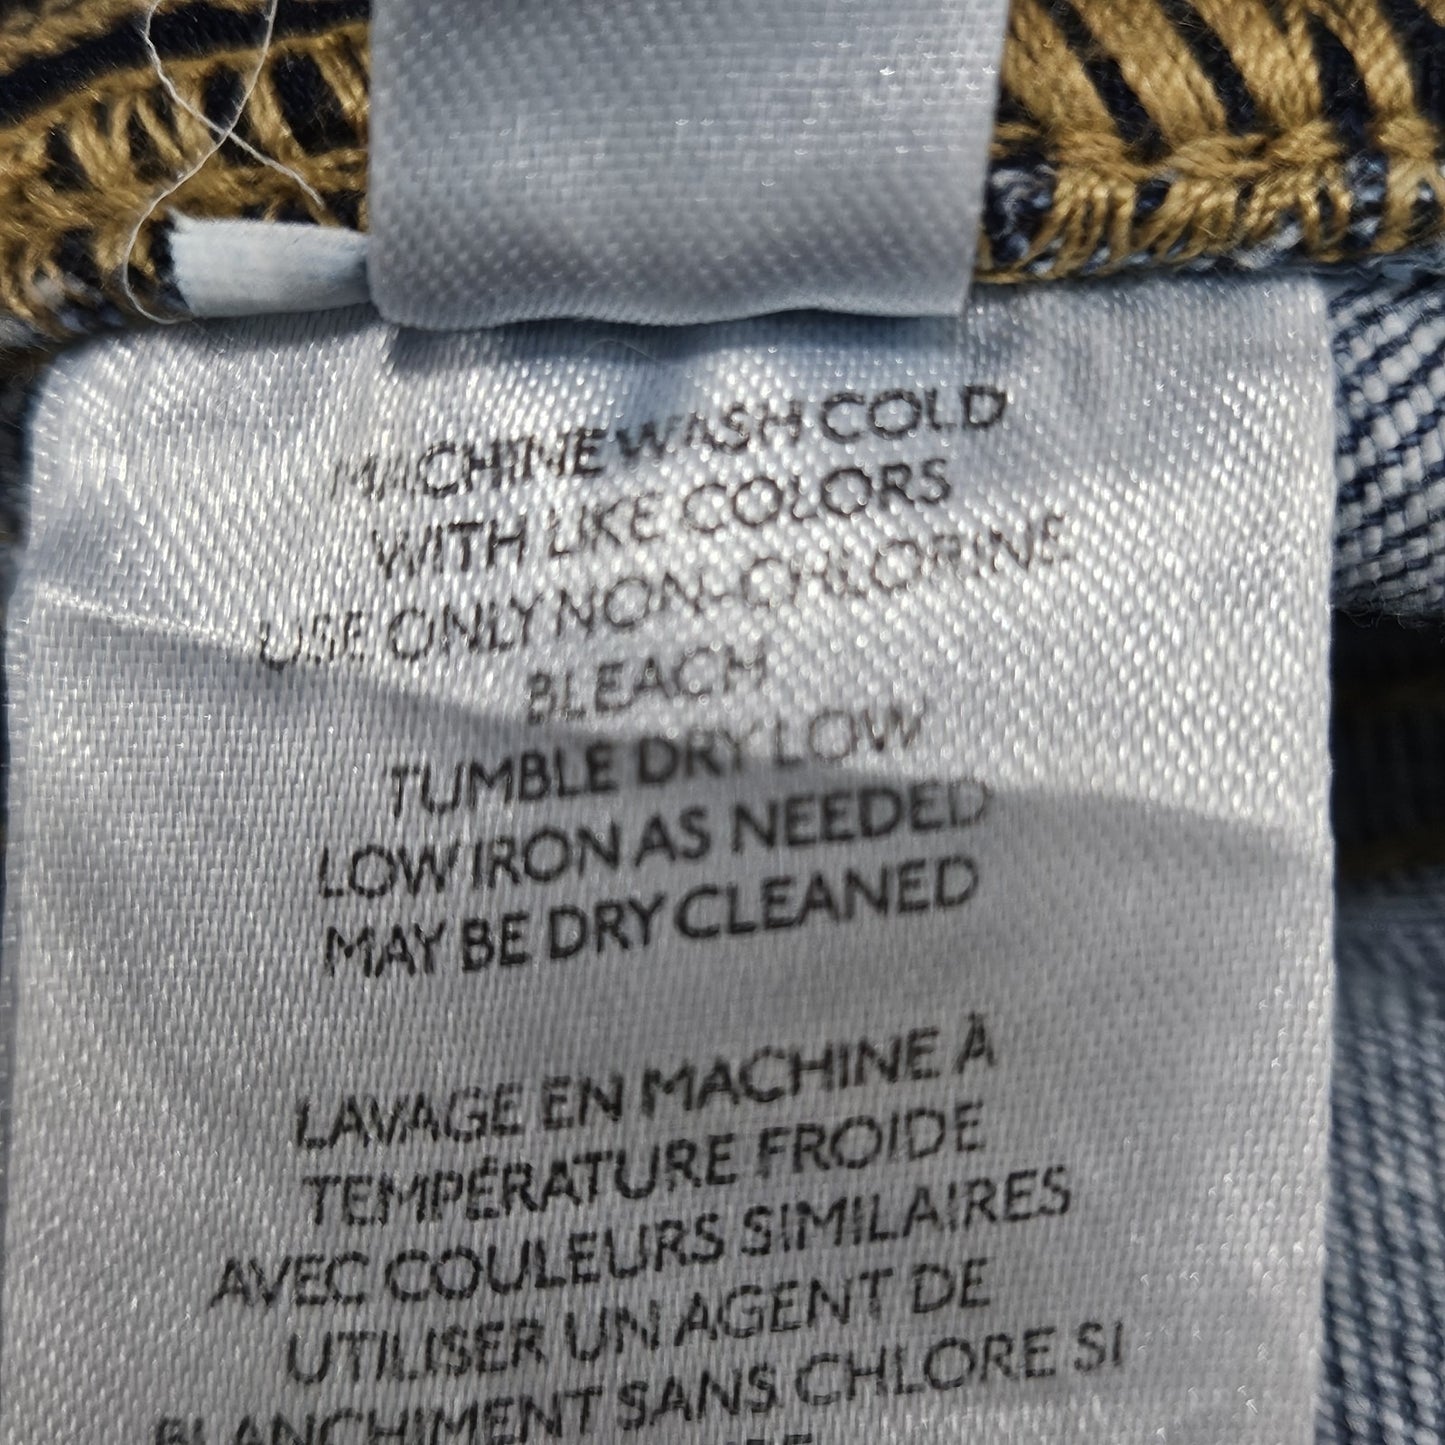 MACHINE WASH COLD
WITH LIKE COLORS
USE ONLY NON-CHLORINE
BLEACH
TUMBLE DRY LOW
LOW IRON AS NEEDED
MAY BE DRY CLEANED
LAVAGE EN MACHINE À
TEMPÉRATURE FROIDE
AVEC COULEURS SIMILAIRES
UTILISER UN AGENT DE
BLANCHIMENT SANS CHLORE SI